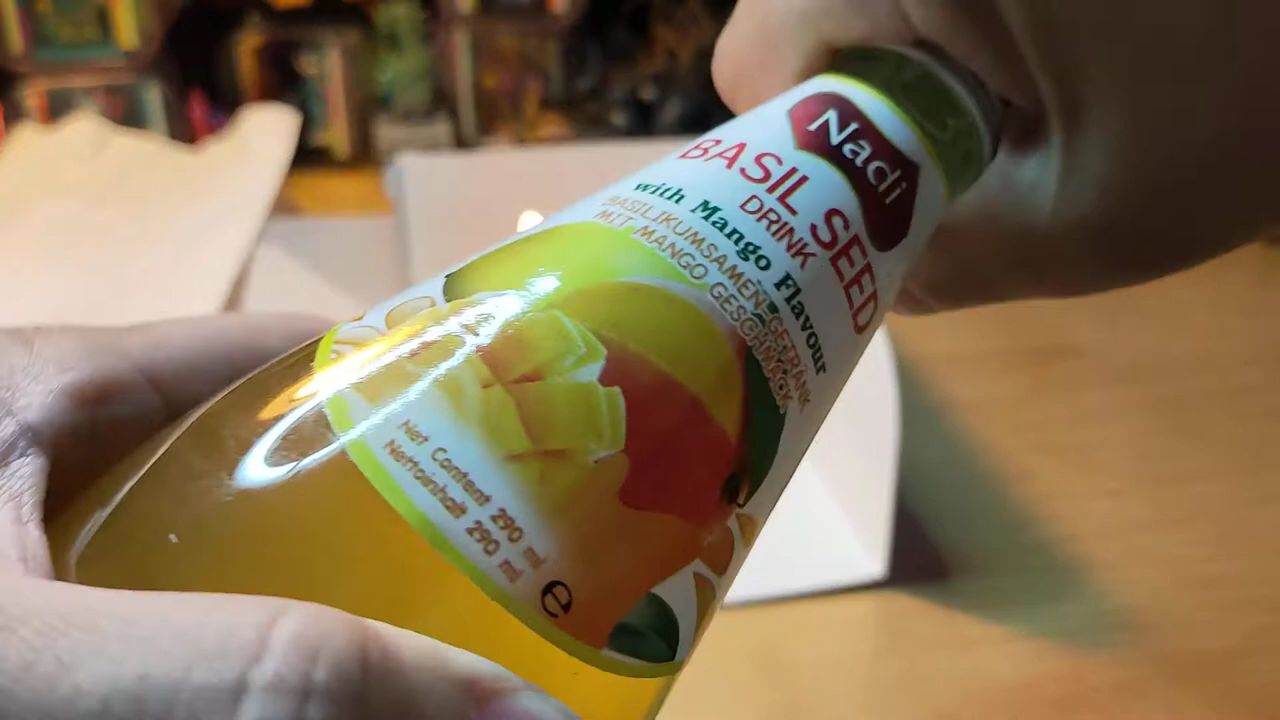 Nadi
BASIL SEED
DRINK
with Mango Flavour
BASILIKUMSAMEN-GETRÄNK
MIT MANGO GESCHMACK
Net Content 290 ml
Nettoinhalt 290 ml
e